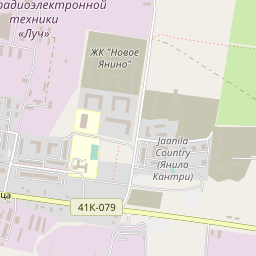 радиоэлектронной
техники
«Луч»
ЖК "Новое
Янино"
Jaanila
Country
(Янила
Кантри)
41К-079